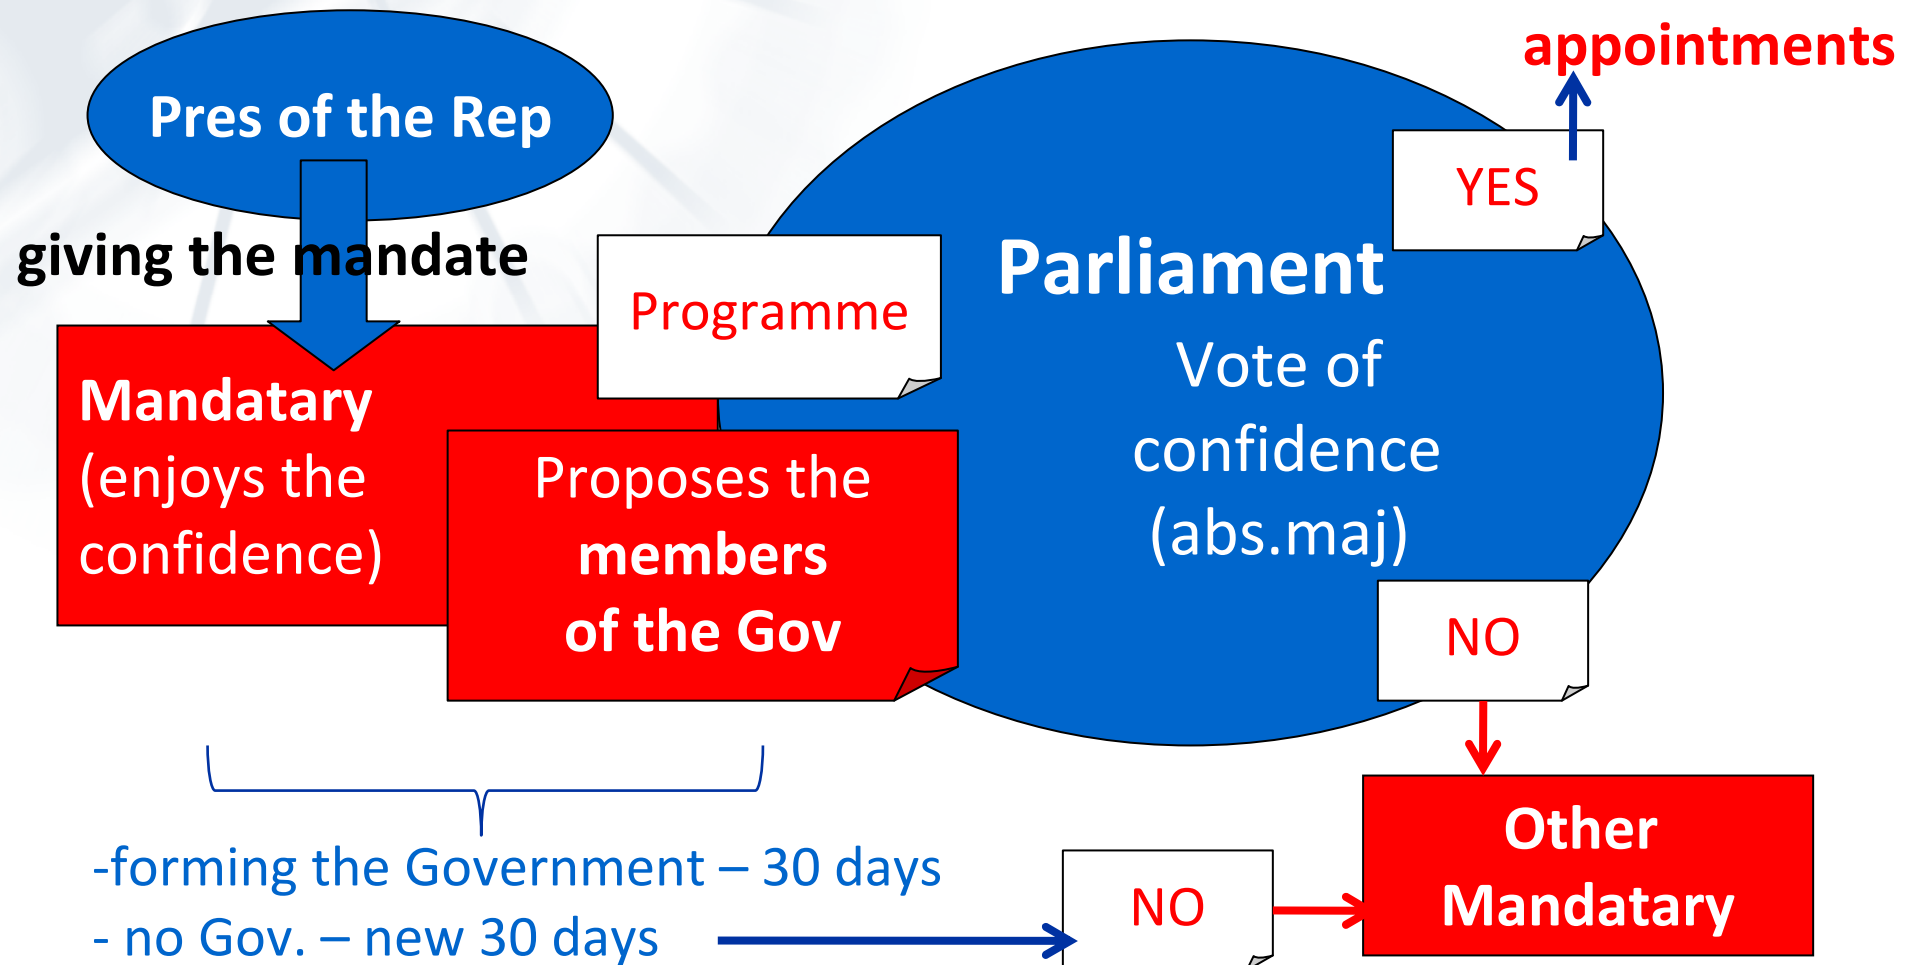 appointments
Pres of the Rep
YES
giving the mandate
Programme
Parliament
Vote of
confidence
(abs.maj)
Mandatary
(enjoys the
confidence)
Proposes the
members
of the Gov
NO
Other
Mandatary
-forming the Government – 30 days
- no Gov. – new 30 days
NO